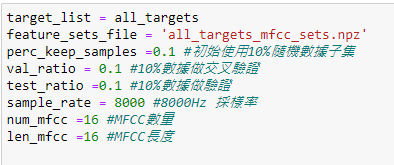 target_list = all_targets
feature_sets_file = 'all_targets_mfcc_sets.npz'
perc_keep_samples =0.1 #初始使用10%隨機數據子集
val_ratio = 0.1 #10%數據做交叉驗證
test_ratio =0.1 #10%數據做驗證
sample_rate = 8000 #8000Hz 採樣率
num_mfcc =16 #MFCC數量
len_mfcc =16 #MFCC長度